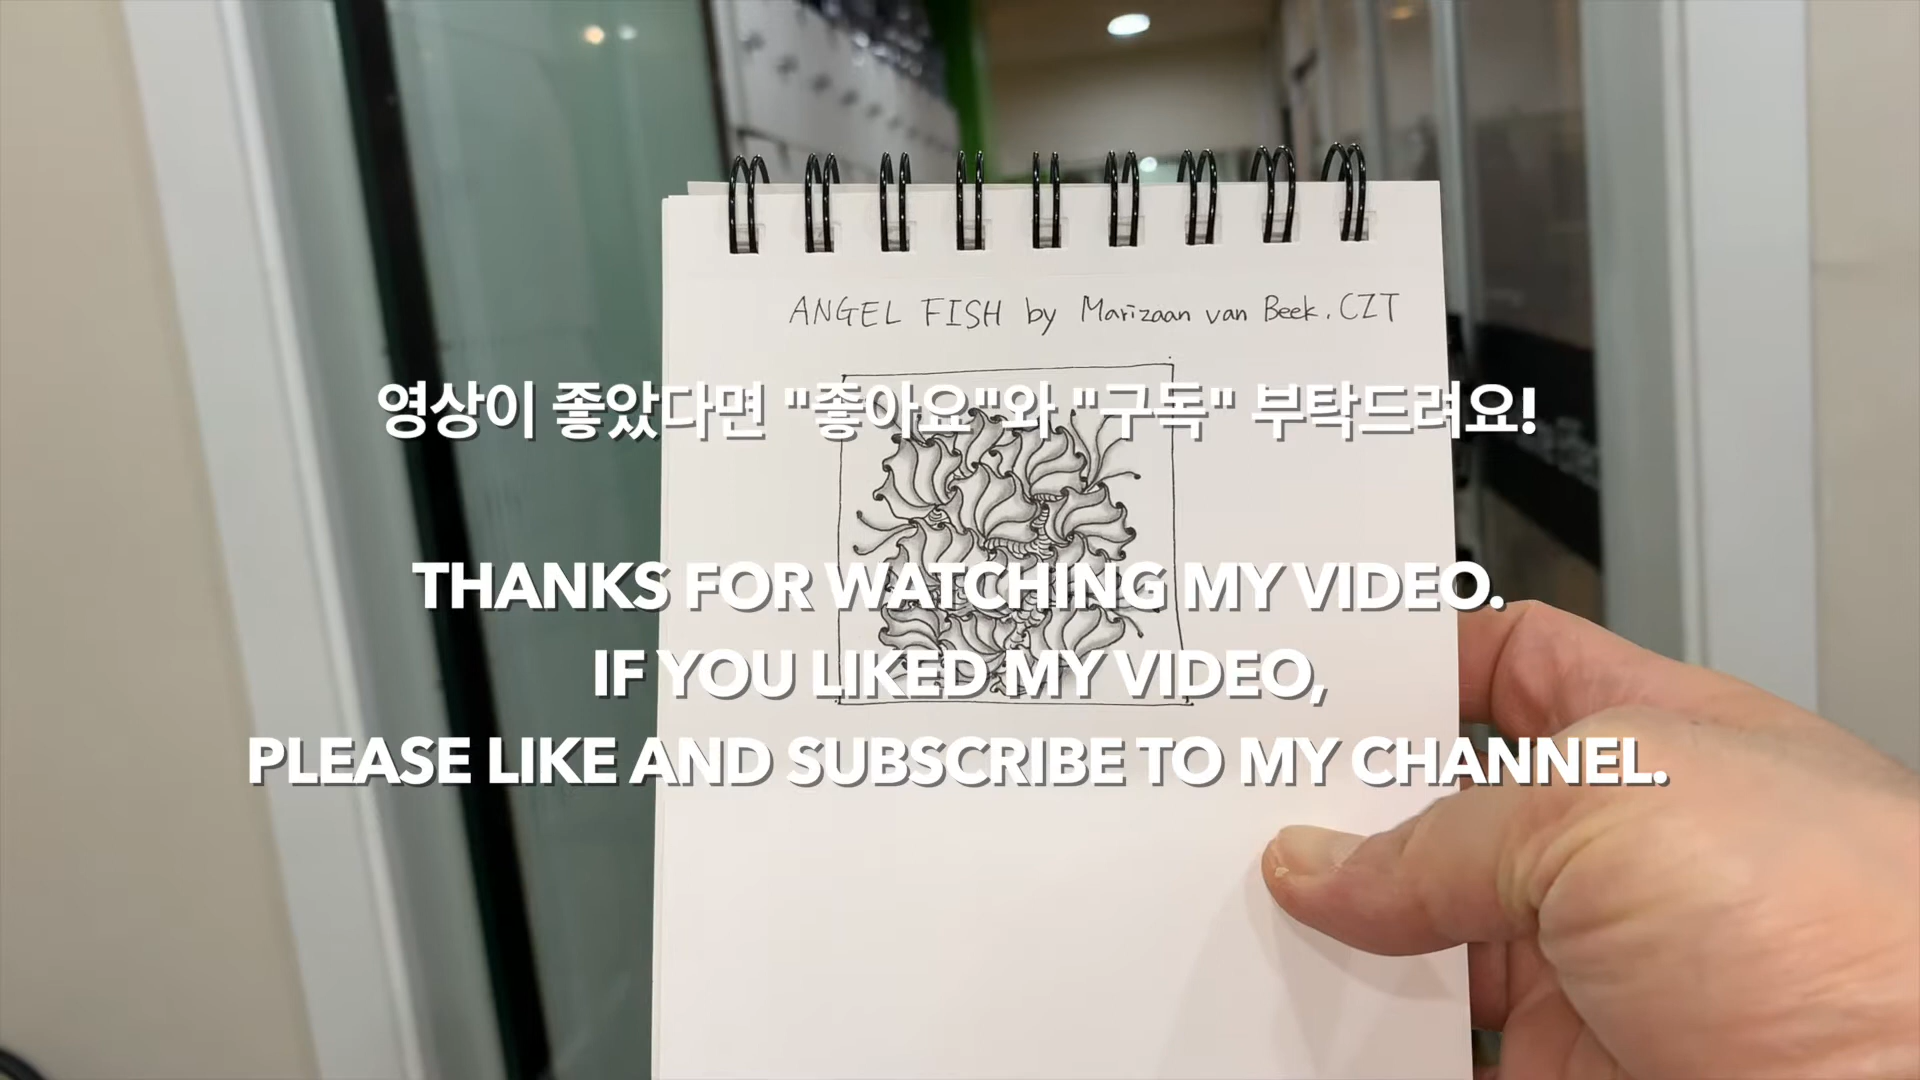 ANGEL FISH by Marizaan van Beek, CZT
영상이 좋았다면 "좋아요"와 "구독" 부탁드려요!
THANKS FOR WATCHING MY VIDEO.
IF YOU LIKED MY VIDEO,
PLEASE LIKE AND SUBSCRIBE TO MY CHANNEL.